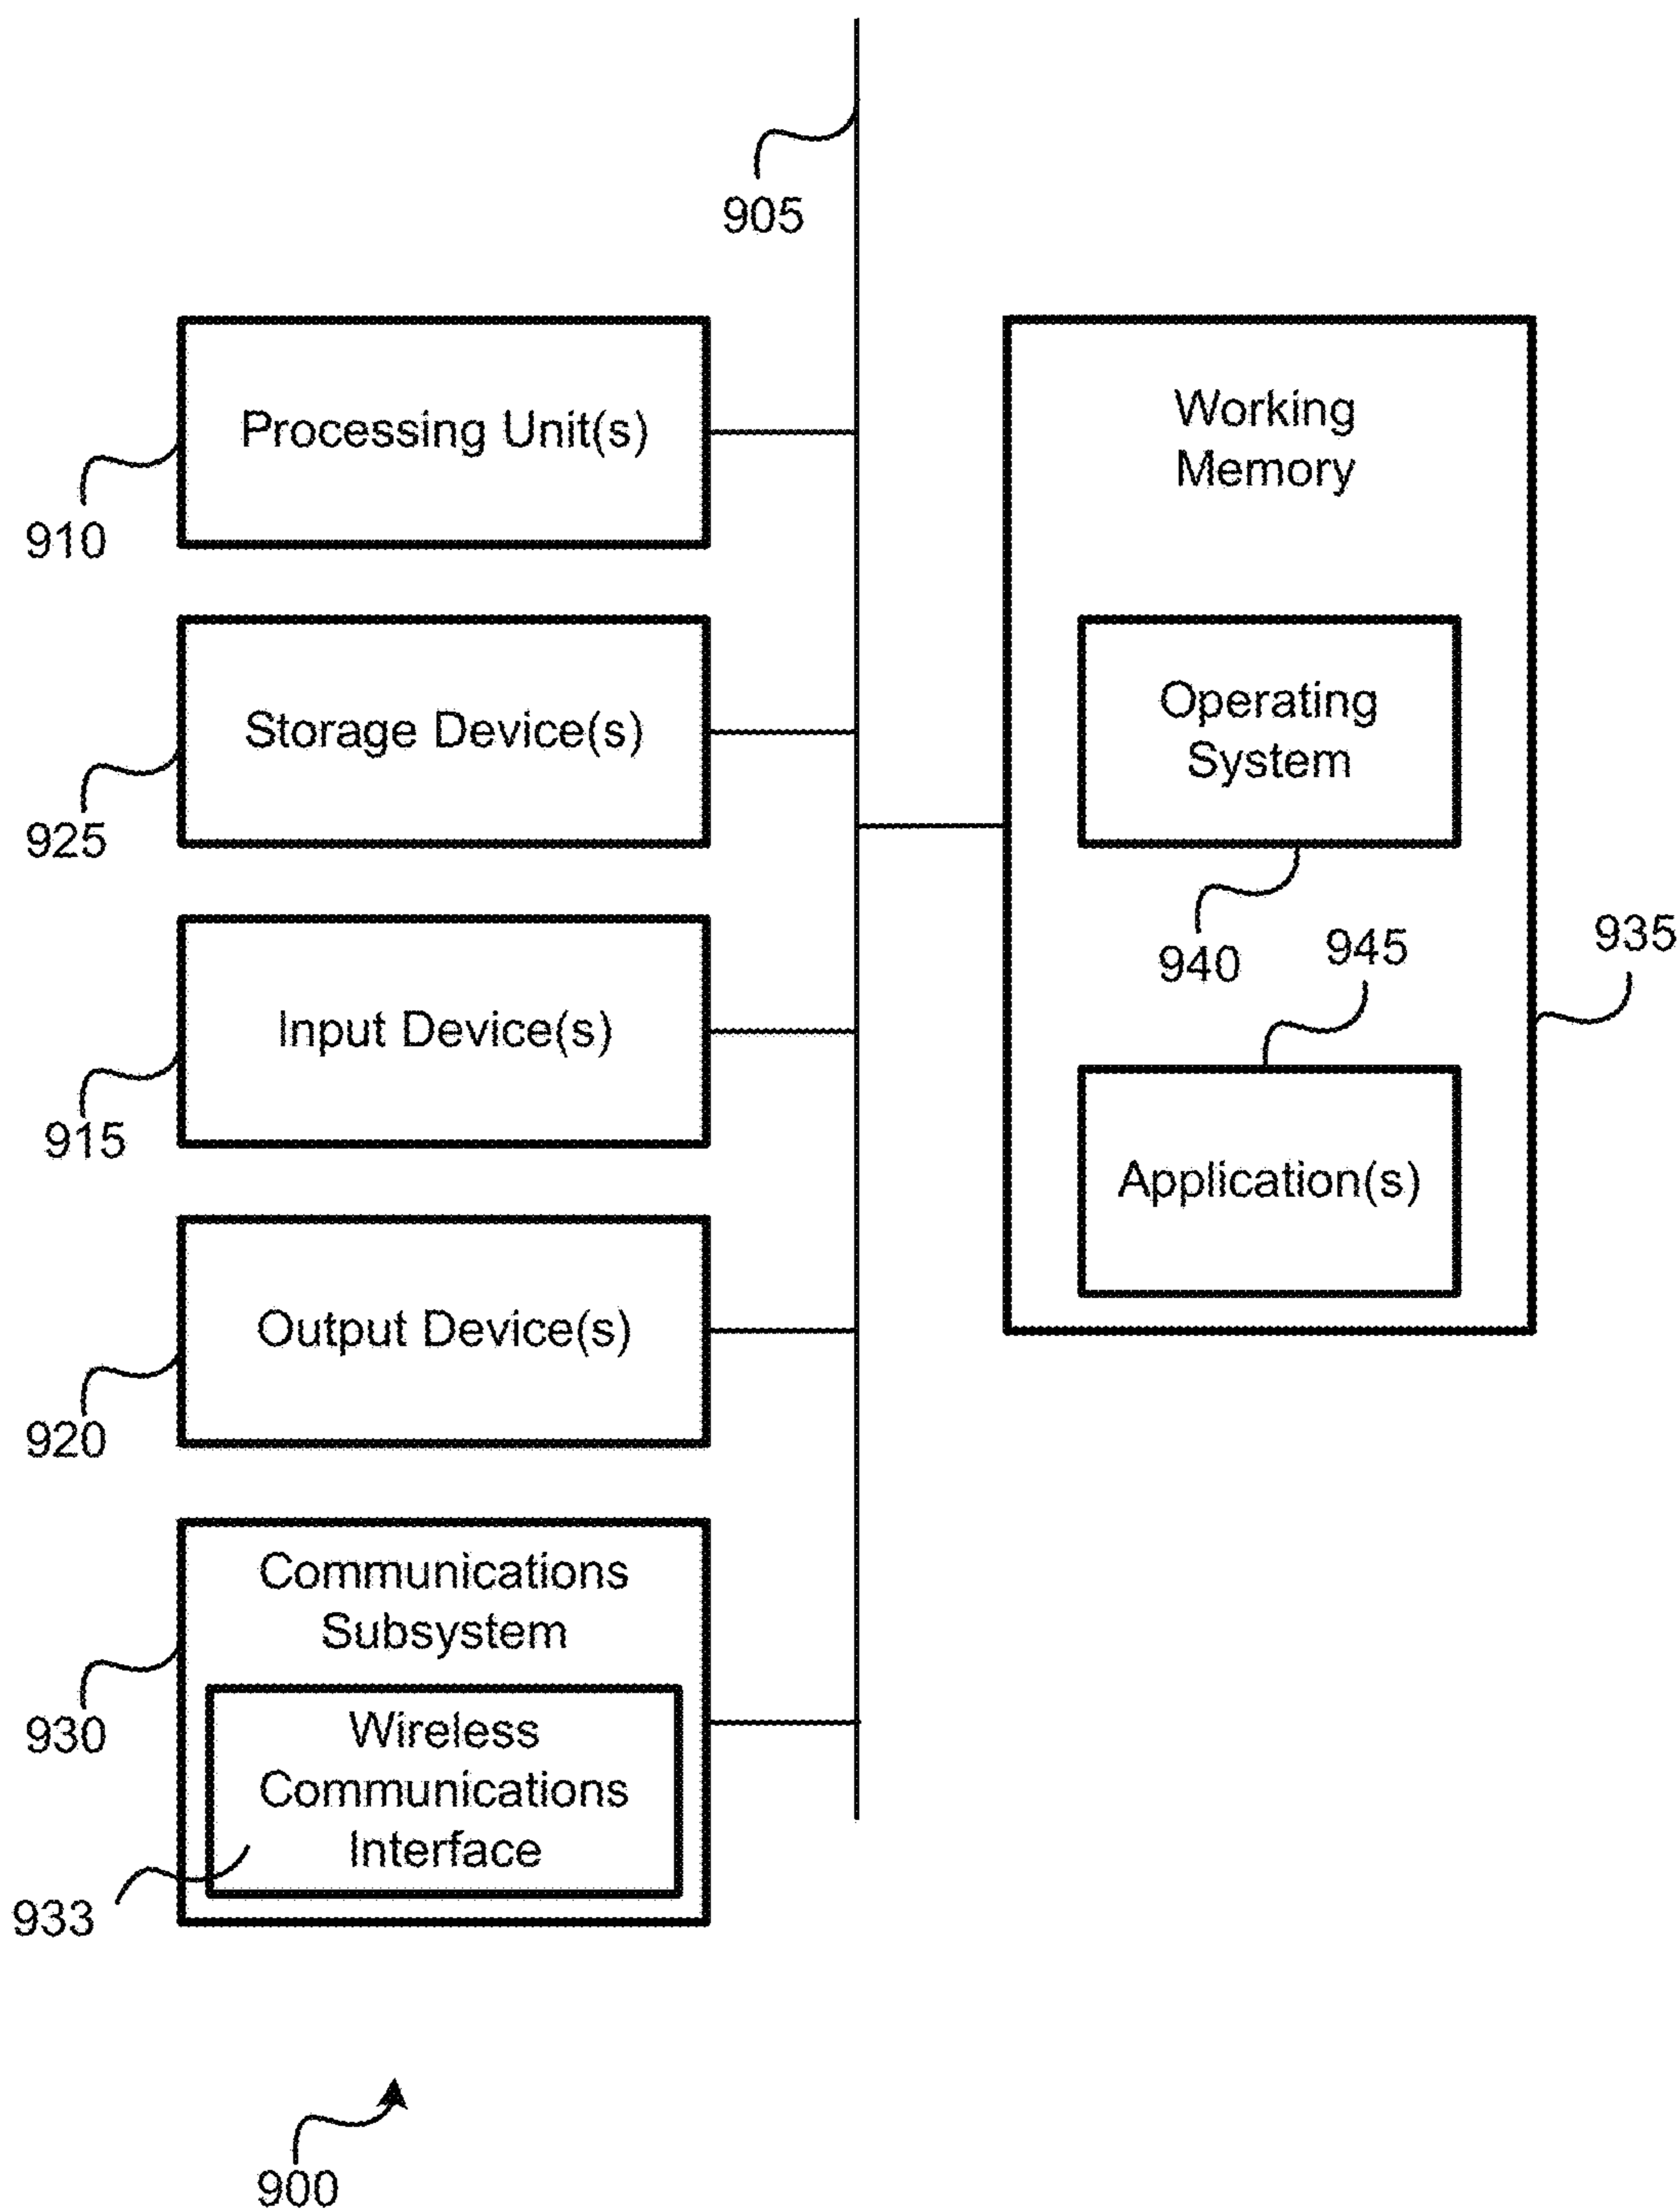 905
Processing Unit(s)
910
Storage Device(s)
925
Input Device(s)
915
Output Device(s)
920
Communications
Subsystem
930
Wireless
Communications
Interface
933
Working
Memory
Operating
System
940
945
935
Application(s)
900